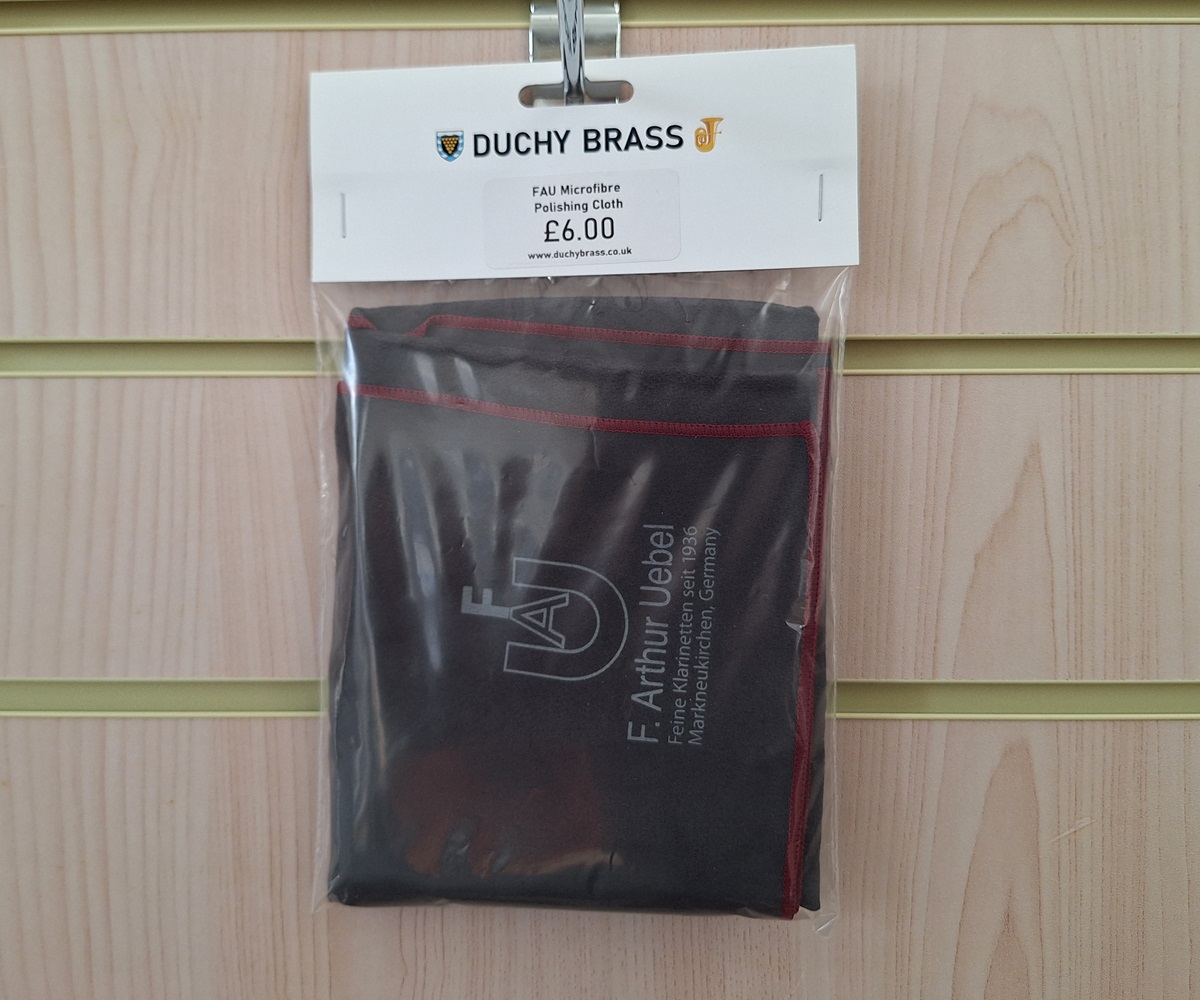 DUCHY BRASS
FAU Microfibre
Polishing Cloth
£6.00
www.duchybrass.co.uk
FAU
F. Arthur Uebel
Feine Klarinetten seit 1936
Markneukirchen, Germany